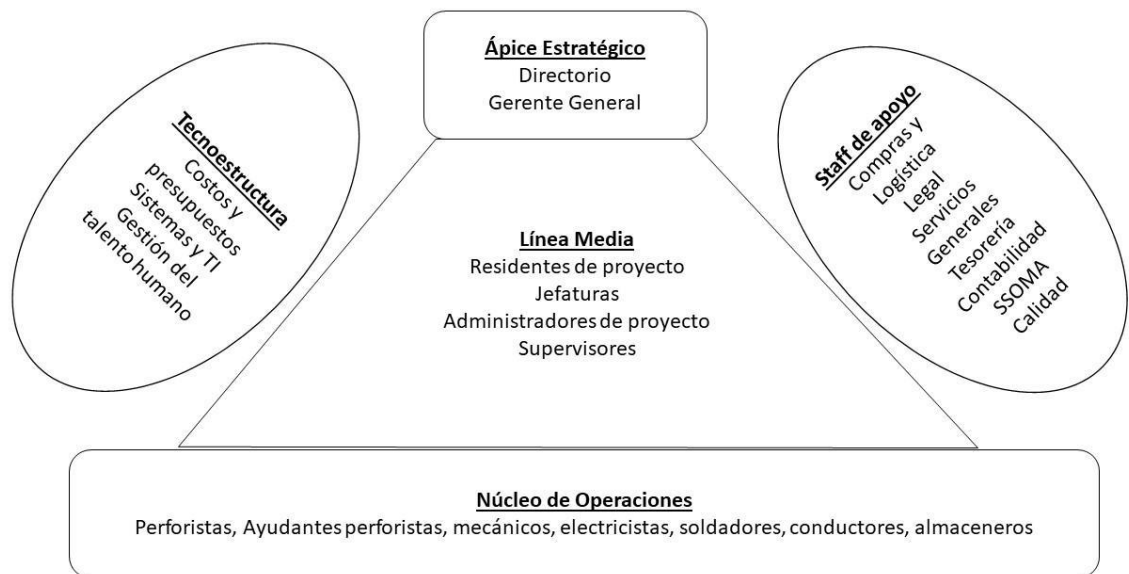 Ápice Estratégico
Directorio
Gerente General
Tecnoestructura
Costos y
presupuestos
Sistemas y TI
Gestión del
talento humano
Línea Media
Residentes de proyecto
Jefaturas
Administradores de proyecto
Supervisores
Staff de apoyo
Compras y
Logística
Legal
Servicios
Generales
Tesorería
Contabilidad
SSOMA
Calidad
Núcleo de Operaciones
Perforistas, Ayudantes perforistas, mecánicos, electricistas, soldadores, conductores, almaceneros